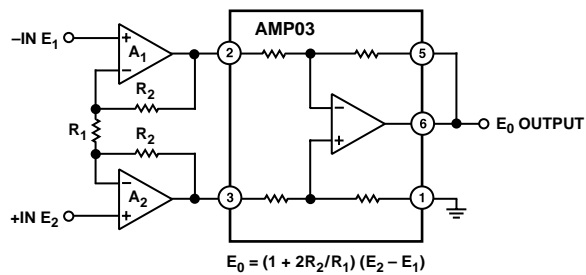 AMP03
–IN E1
+
A1
–
2
5
R2
R1
R2
–
+
6
E0 OUTPUT
–
A2
+
+IN E2
3
1
E0 = (1 + 2R2/R1) (E2 – E1)